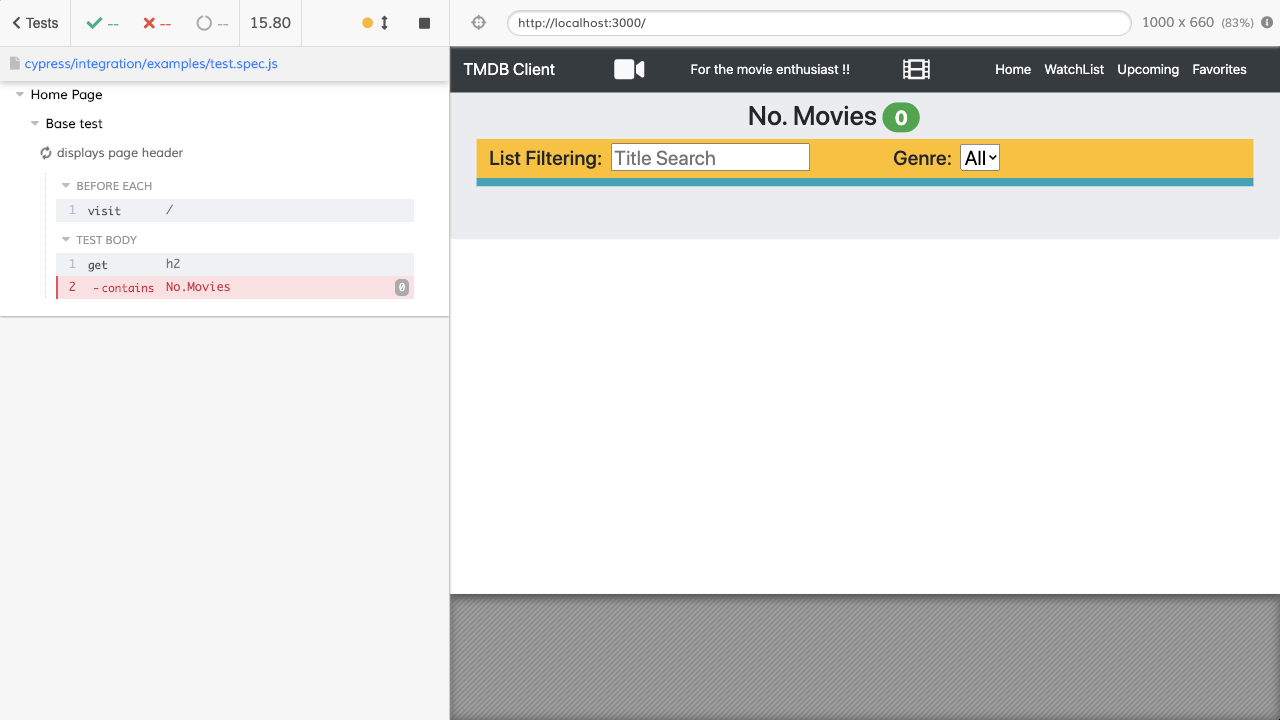 Tests -- -- -- 15.80
cypress/integration/examples/test.spec.js
Home Page
Base test
displays page header
BEFORE EACH
1 visit /
TEST BODY
1 get h2
2 -contains No.Movies 0
http://localhost:3000/ 1000 x 660 (83%)
TMDB Client For the movie enthusiast !! Home WatchList Upcoming Favorites
No. Movies 0
List Filtering: Title Search Genre: All